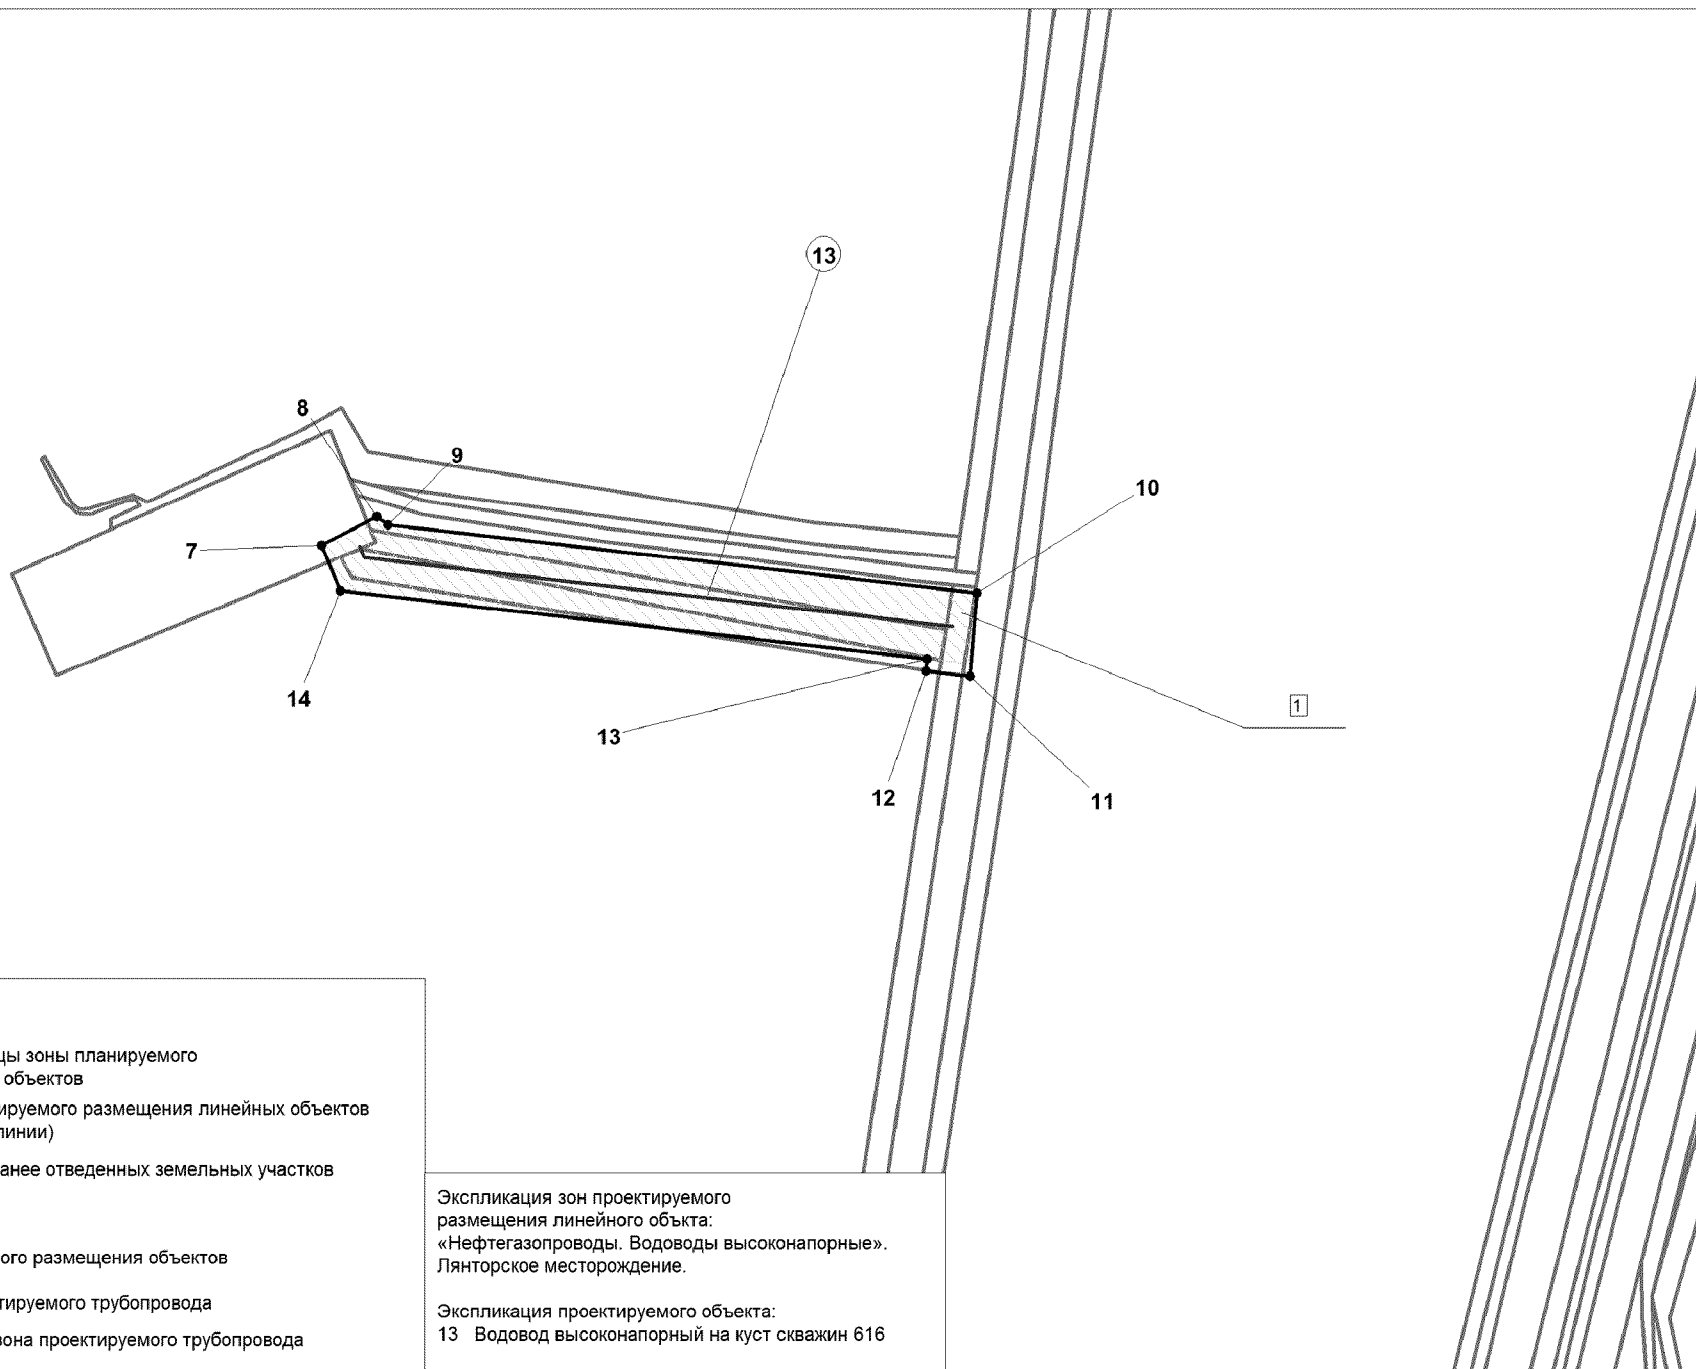 13
8
9
10
7
14
13
1
12
11
цы зоны планируемого
объектов
ируемого размещения линейных объектов
линии)
анее отведенных земельных участков
ого размещения объектов
тируемого трубопровода
зона проектируемого трубопровода
Экспликация зон проектируемого
размещения линейного объкта:
«Нефтегазопроводы. Водоводы высоконапорные».
Лянторское месторождение.
Экспликация проектируемого объекта:
13 Водовод высоконапорный на куст скважин 616